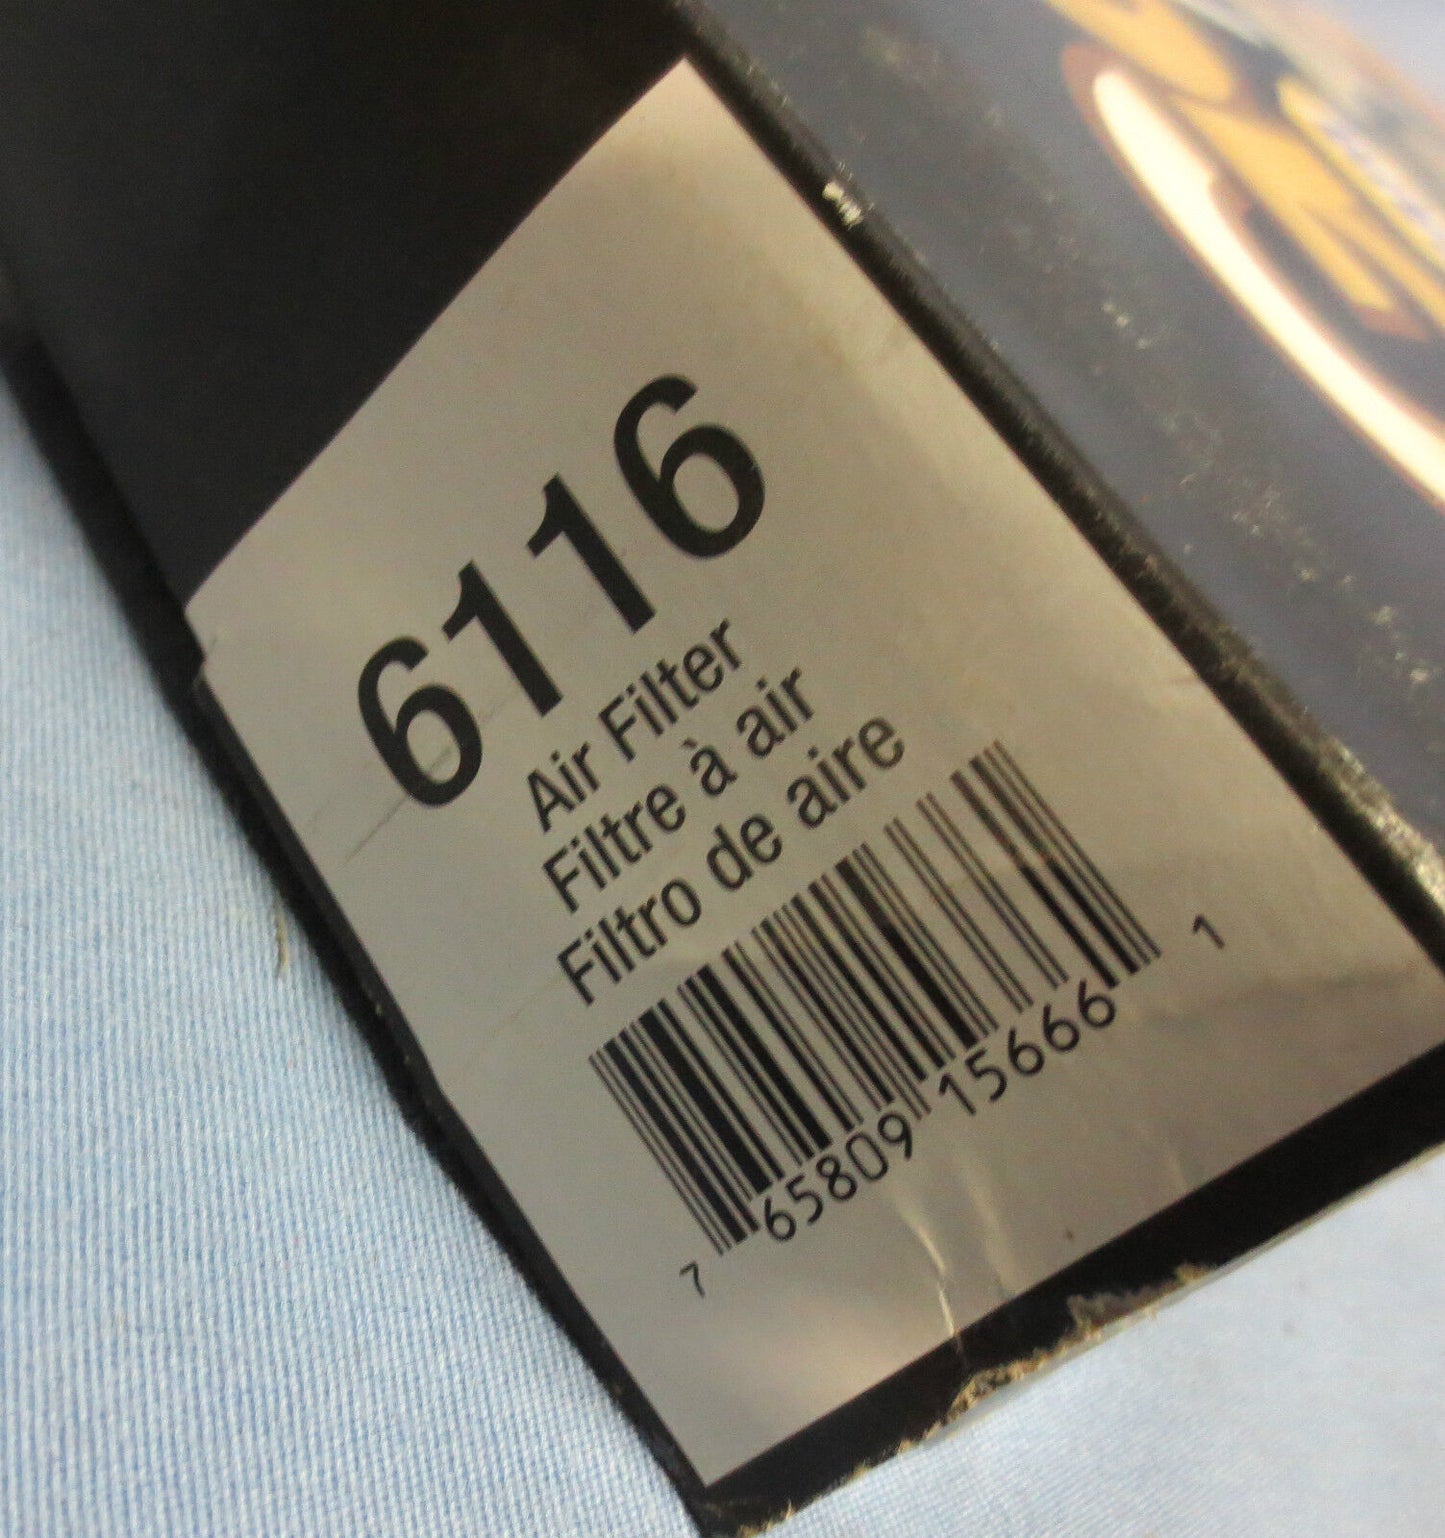 6116
Air Filter
Filtre à air
Filtro de aire
7 65809 15666 1